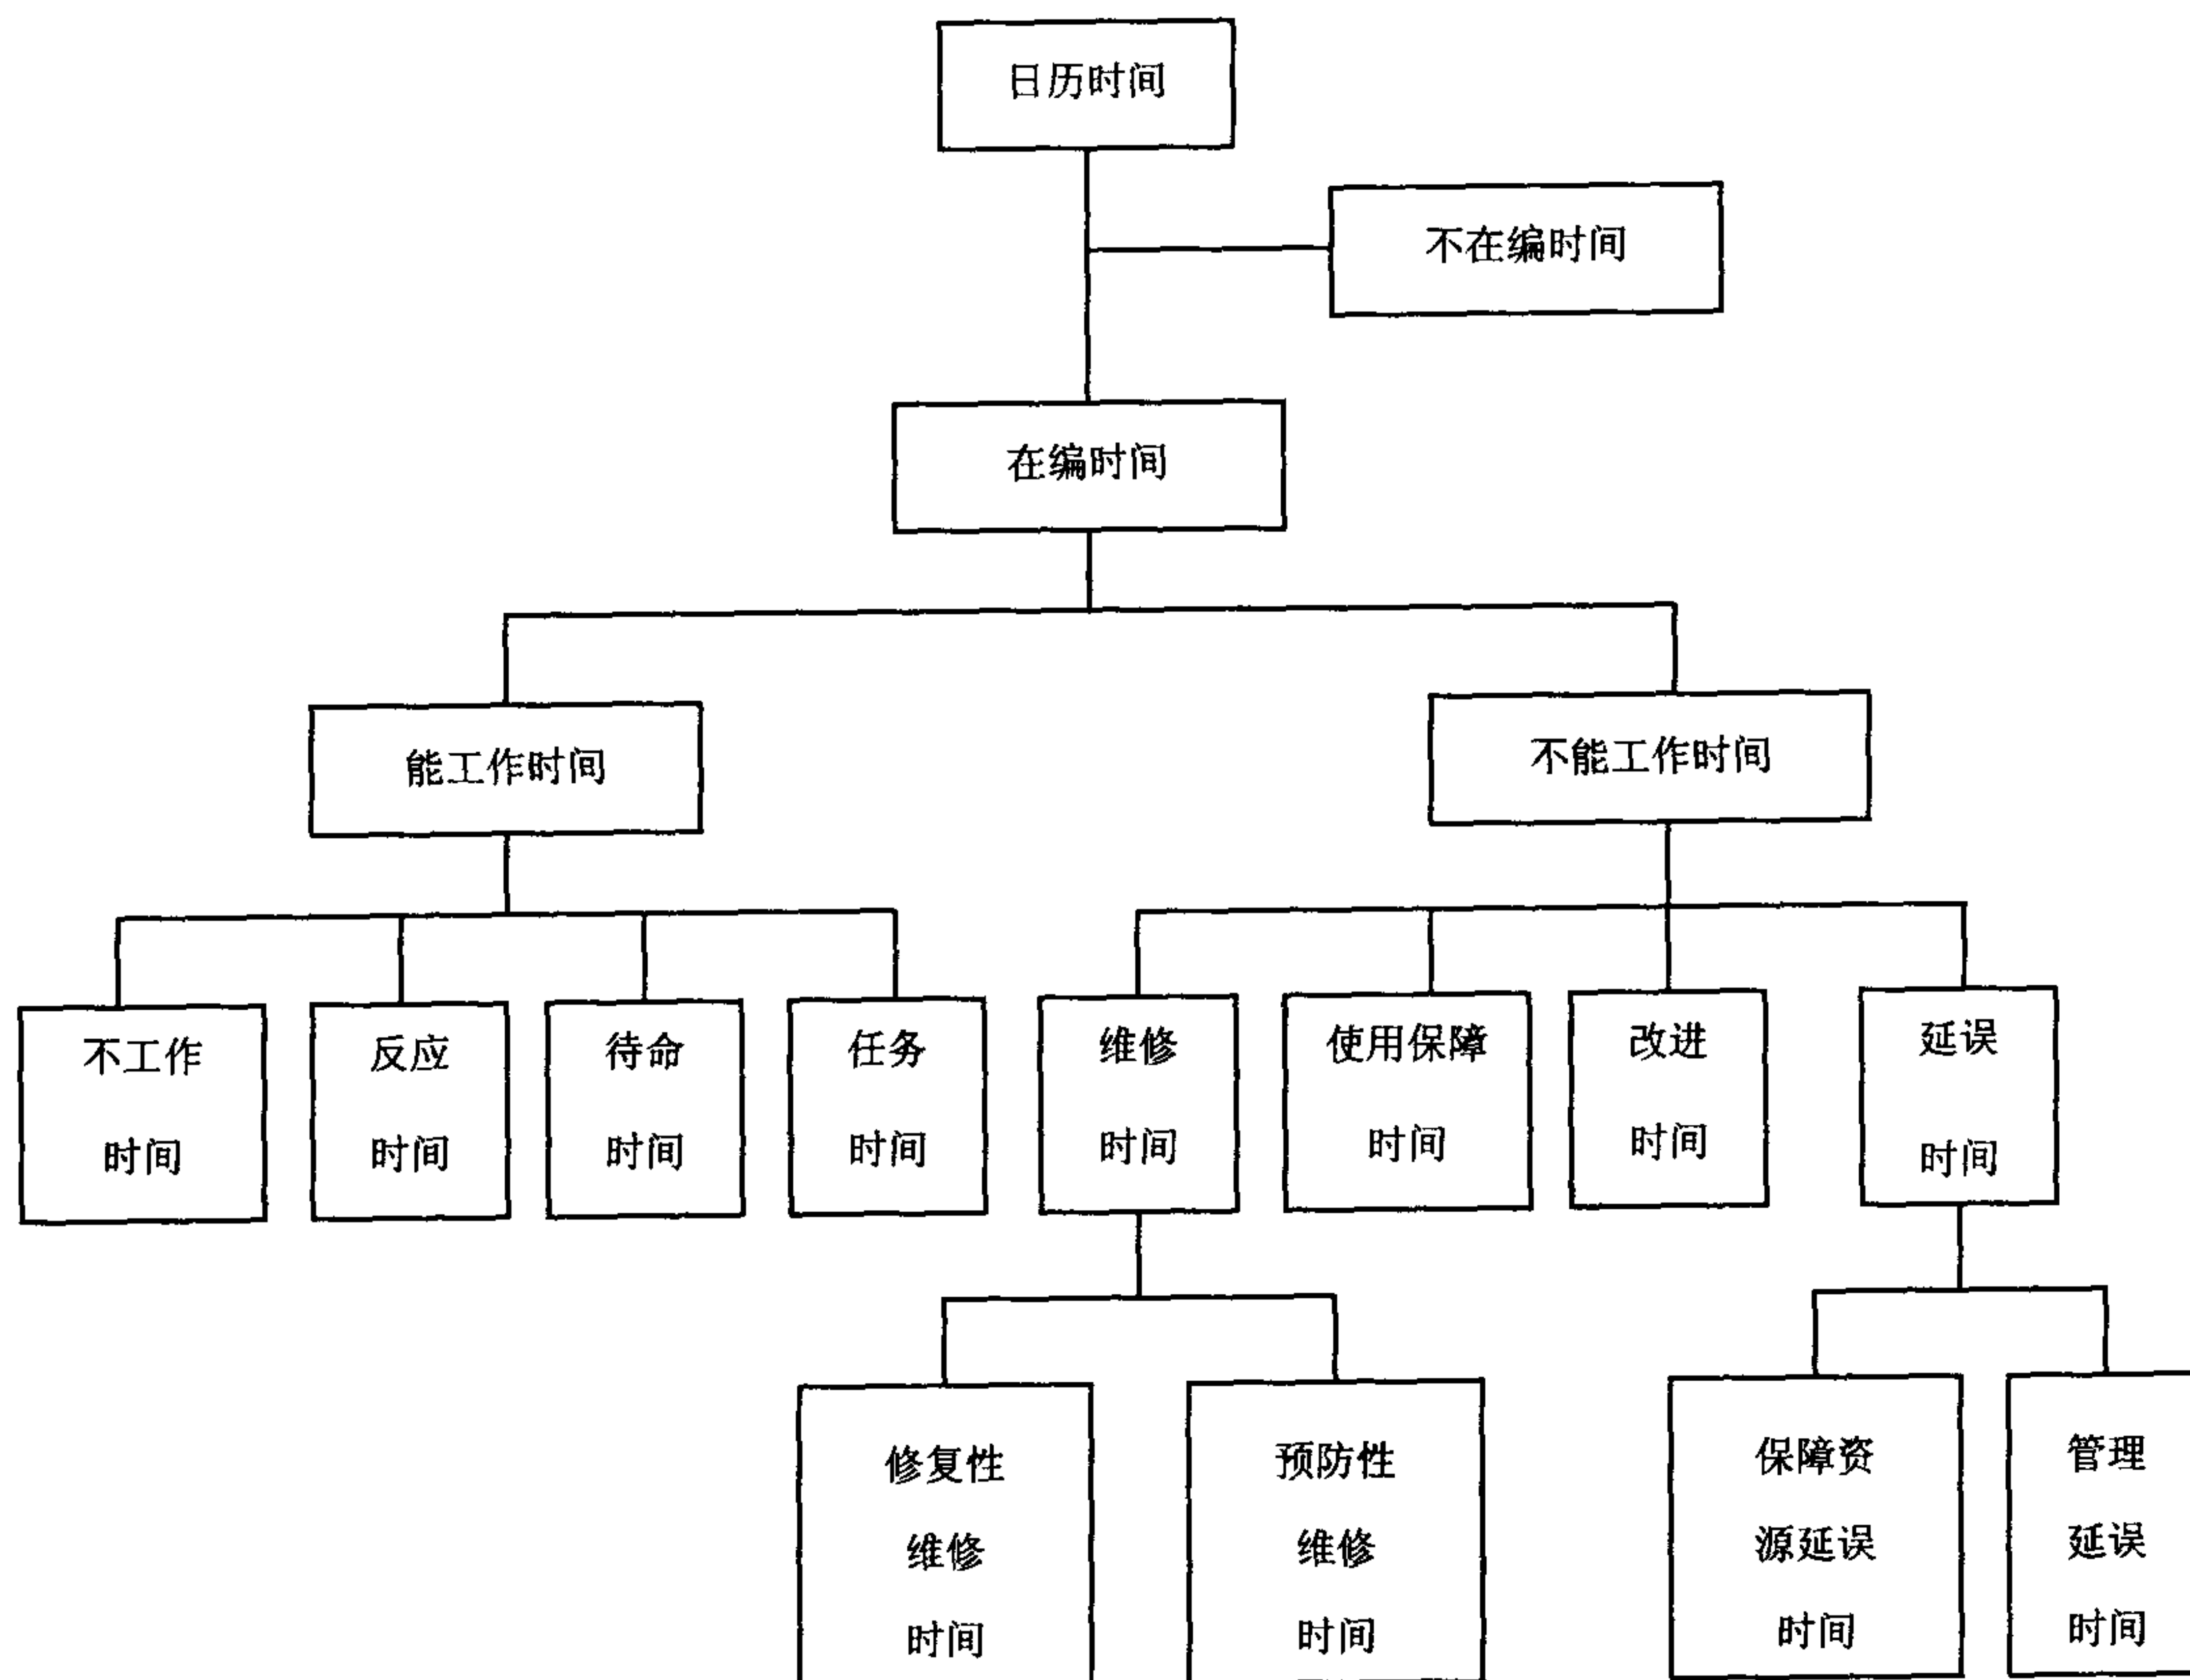 日历时间
不在编时间
在编时间
能工作时间
不能工作时间
不工作
时间
反应
时间
待命
时间
任务
时间
维修
时间
使用保障
时间
改进
时间
延误
时间
修复性
维修
时间
预防性
维修
时间
保障资
源延误
时间
管理
延误
时间